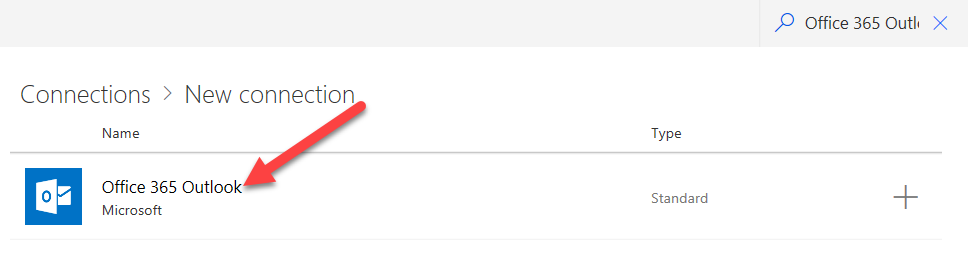 Office 365 Outl
Connections > New connection
Name Type
Office 365 Outlook
Microsoft
Standard